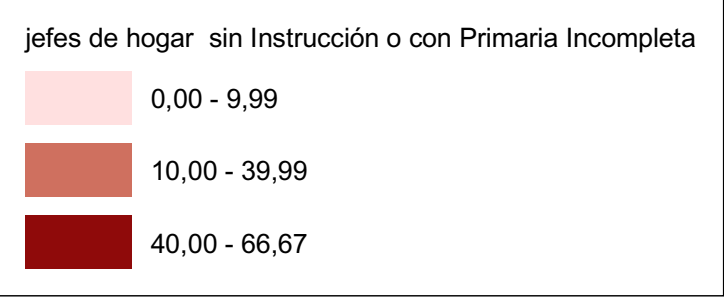 jefes de hogar  sin Instrucción o con Primaria Incompleta
0,00 - 9,99
10,00 - 39,99
40,00 - 66,67